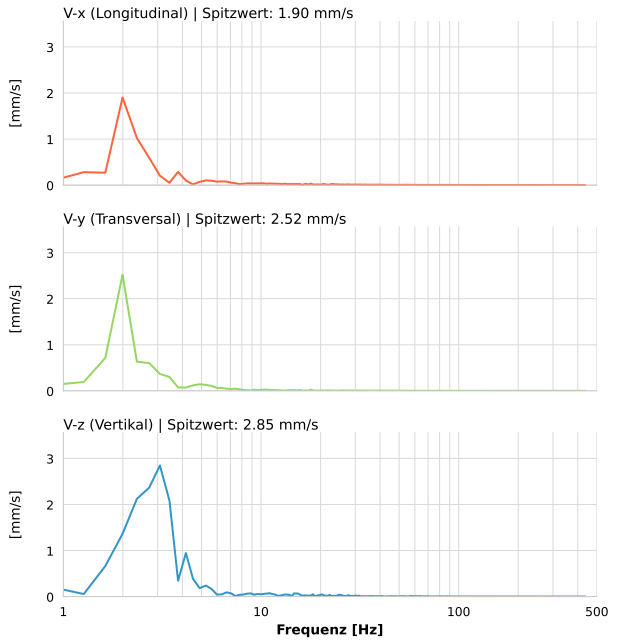 V-x (Longitudinal) | Spitzwert: 1.90 mm/s
3
2
1
0
[mm/s]
V-y (Transversal) | Spitzwert: 2.52 mm/s
3
2
1
0
[mm/s]
V-z (Vertikal) | Spitzwert: 2.85 mm/s
3
2
1
0
[mm/s]
1 10 100 500
Frequenz [Hz]